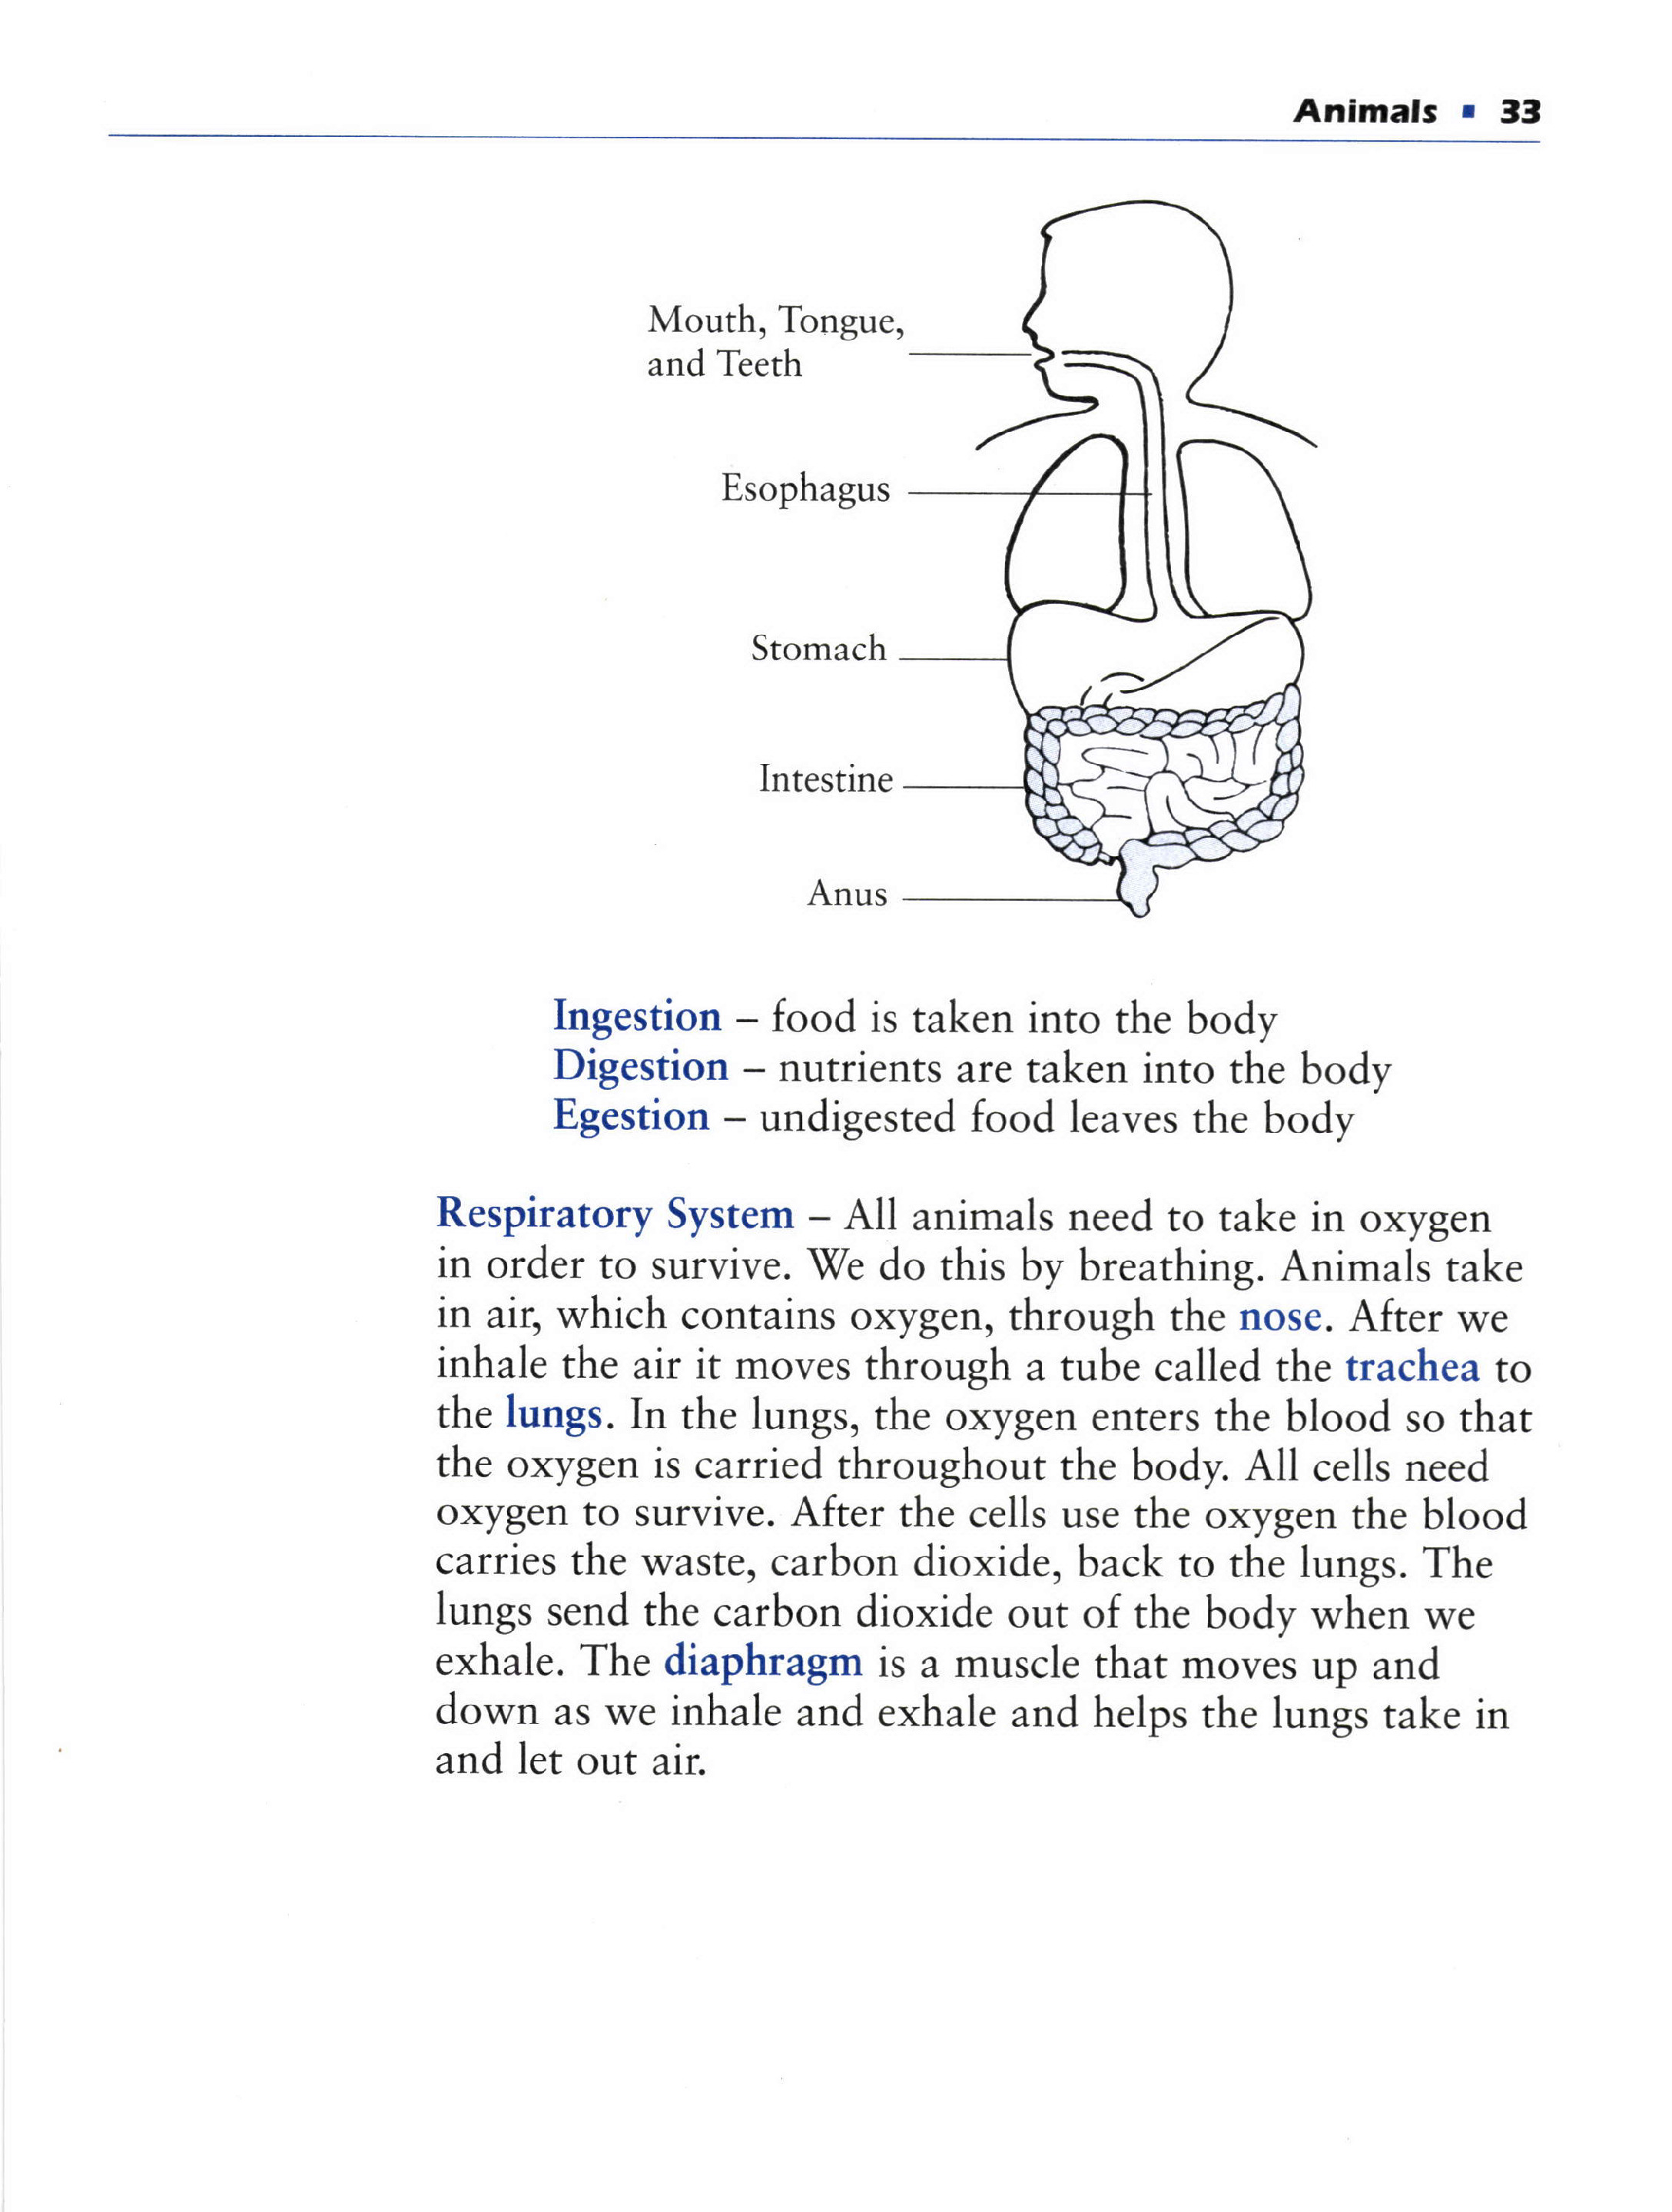 Animals ▪ 33
Mouth, Tongue,
and Teeth
Esophagus
Stomach
Intestine
Anus
Ingestion – food is taken into the body
Digestion – nutrients are taken into the body
Egestion – undigested food leaves the body
Respiratory System – All animals need to take in oxygen
in order to survive. We do this by breathing. Animals take
in air, which contains oxygen, through the nose. After we
inhale the air it moves through a tube called the trachea to
the lungs. In the lungs, the oxygen enters the blood so that
the oxygen is carried throughout the body. All cells need
oxygen to survive. After the cells use the oxygen the blood
carries the waste, carbon dioxide, back to the lungs. The
lungs send the carbon dioxide out of the body when we
exhale. The diaphragm is a muscle that moves up and
down as we inhale and exhale and helps the lungs take in
and let out air.